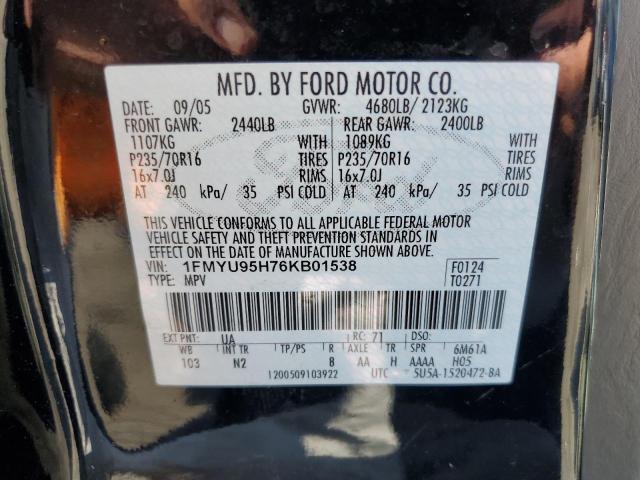 MFD. BY FORD MOTOR CO.
DATE: 09/05 GVWR: 4680LB/ 2123KG
FRONT GAWR: 2440LB REAR GAWR: 2400LB
1107KG WITH 1089KG WITH
P235/70R16 TIRES P235/70R16 TIRES
16x7.0J RIMS 16x7.0J RIMS
AT 240 kPa/ 35 PSI COLD AT 240 kPa/ 35 PSI COLD
THIS VEHICLE CONFORMS TO ALL APPLICABLE FEDERAL MOTOR
VEHICLE SAFETY AND THEFT PREVENTION STANDARDS IN
EFFECT ON THE DATE OF MANUFACTURE SHOWN ABOVE.
VIN: 1FMYU95H76KB01538 F0124
TYPE: MPV T0271
EXT PNT: UA RC: 71 DSO:
WB INT TR TP/PS R AXLE TR SPR 6M61A
103 N2 8 AA H AAAA H05
1200509103922 UTC 5U5A-1520472-BA
Ford